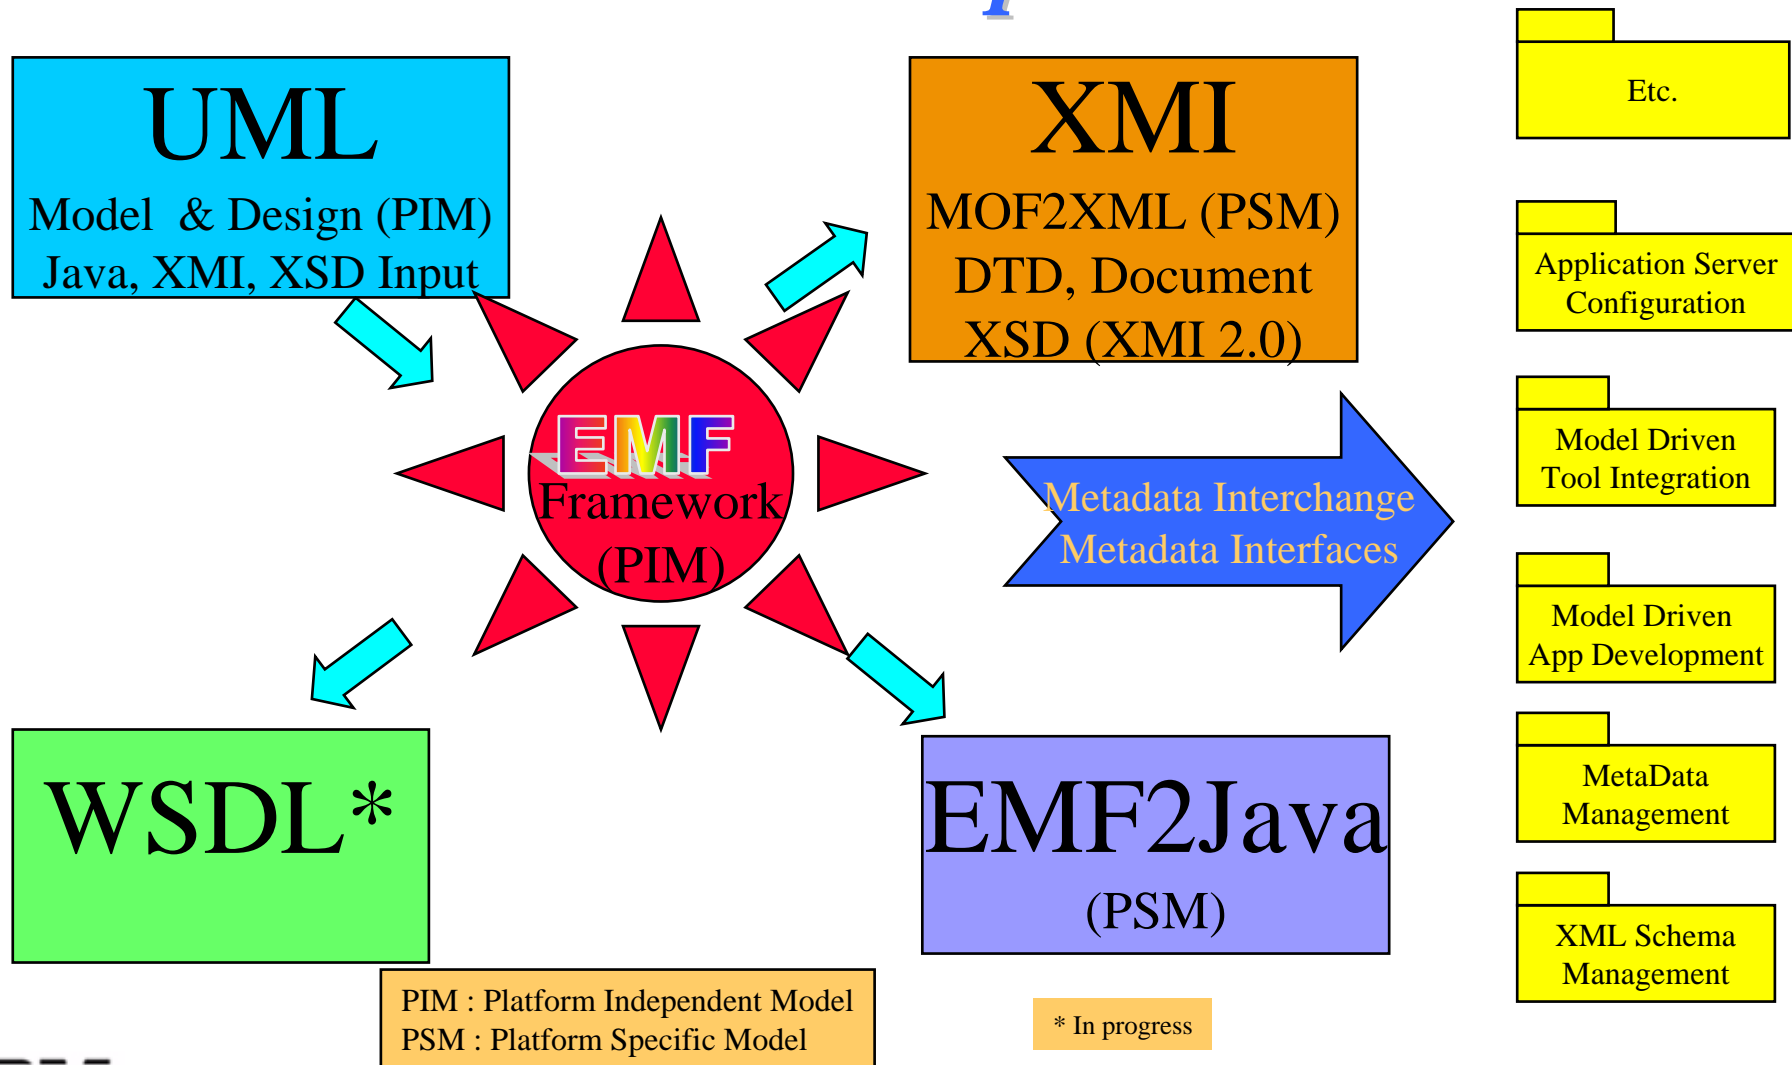 UML
Model & Design (PIM)
Java, XMI, XSD Input
XMI
MOF2XML (PSM)
DTD, Document
XSD (XMI 2.0)
EMF
Framework
(PIM)
Metadata Interchange
Metadata Interfaces
WSDL*
EMF2Java
(PSM)
PIM : Platform Independent Model
PSM : Platform Specific Model
* In progress
Etc.
Application Server
Configuration
Model Driven
Tool Integration
Model Driven
App Development
MetaData
Management
XML Schema
Management